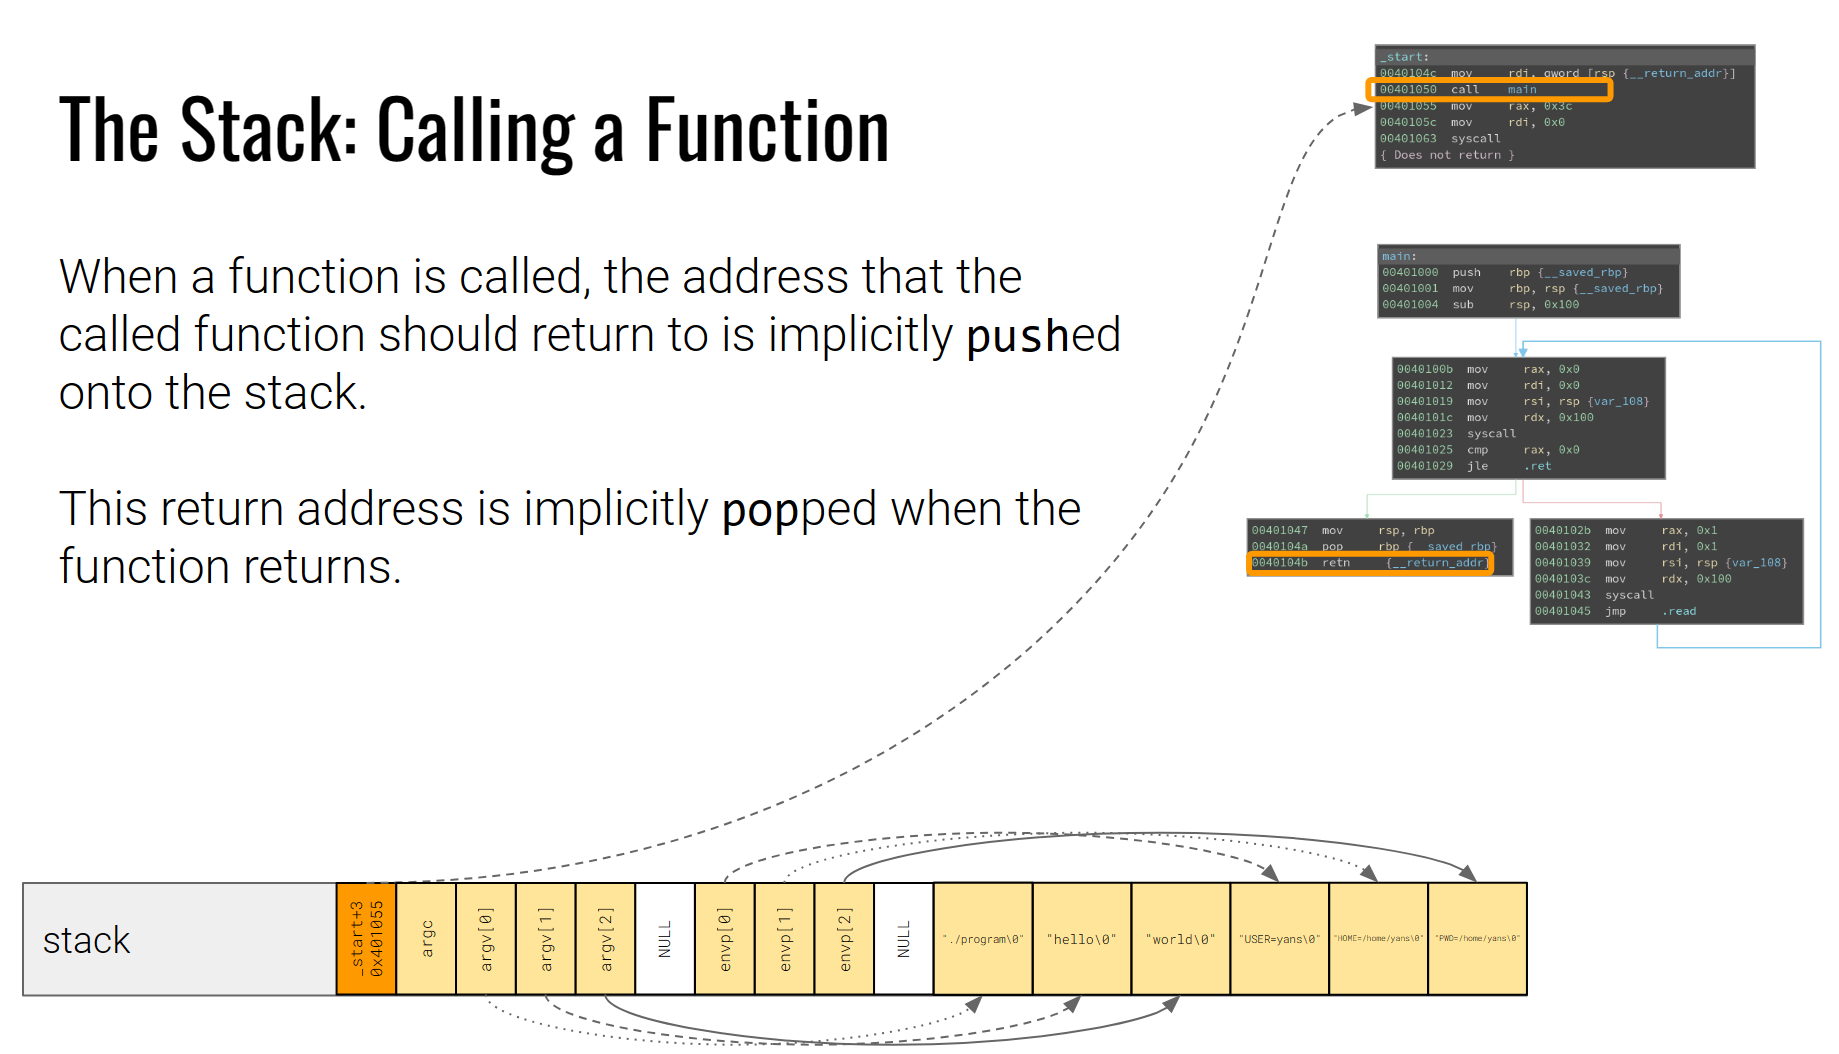 The Stack: Calling a Function
When a function is called, the address that the
called function should return to is implicitly pushed
onto the stack.
This return address is implicitly popped when the
function returns.
_start:
0040104c mov rdi, qword [rsp {__return_addr}]
00401050 call main
00401055 mov rax, 0x3c
0040105c mov rdi, 0x0
00401063 syscall
{ Does not return }
main:
00401000 push rbp {__saved_rbp}
00401001 mov rbp, rsp {__saved_rbp}
00401004 sub rsp, 0x100
0040100b mov rax, 0x0
00401012 mov rdi, 0x0
00401019 mov rsi, rsp {var_108}
0040101c mov rdx, 0x100
00401023 syscall
00401025 cmp rax, 0x0
00401029 jle .ret
00401047 mov rsp, rbp
0040104a pop rbp {__saved_rbp}
0040104b retn {__return_addr}
0040102b mov rax, 0x1
00401032 mov rdi, 0x1
00401039 mov rsi, rsp {var_108}
0040103c mov rdx, 0x100
00401043 syscall
00401045 jmp .read
stack
_start+3
0x401055
argc
argv[0]
argv[1]
argv[2]
NULL
envp[0]
envp[1]
envp[2]
NULL
"./program\0"
"hello\0"
"world\0"
"USER=yans\0"
"HOME=/home/yans\0"
"PWD=/home/yans\0"